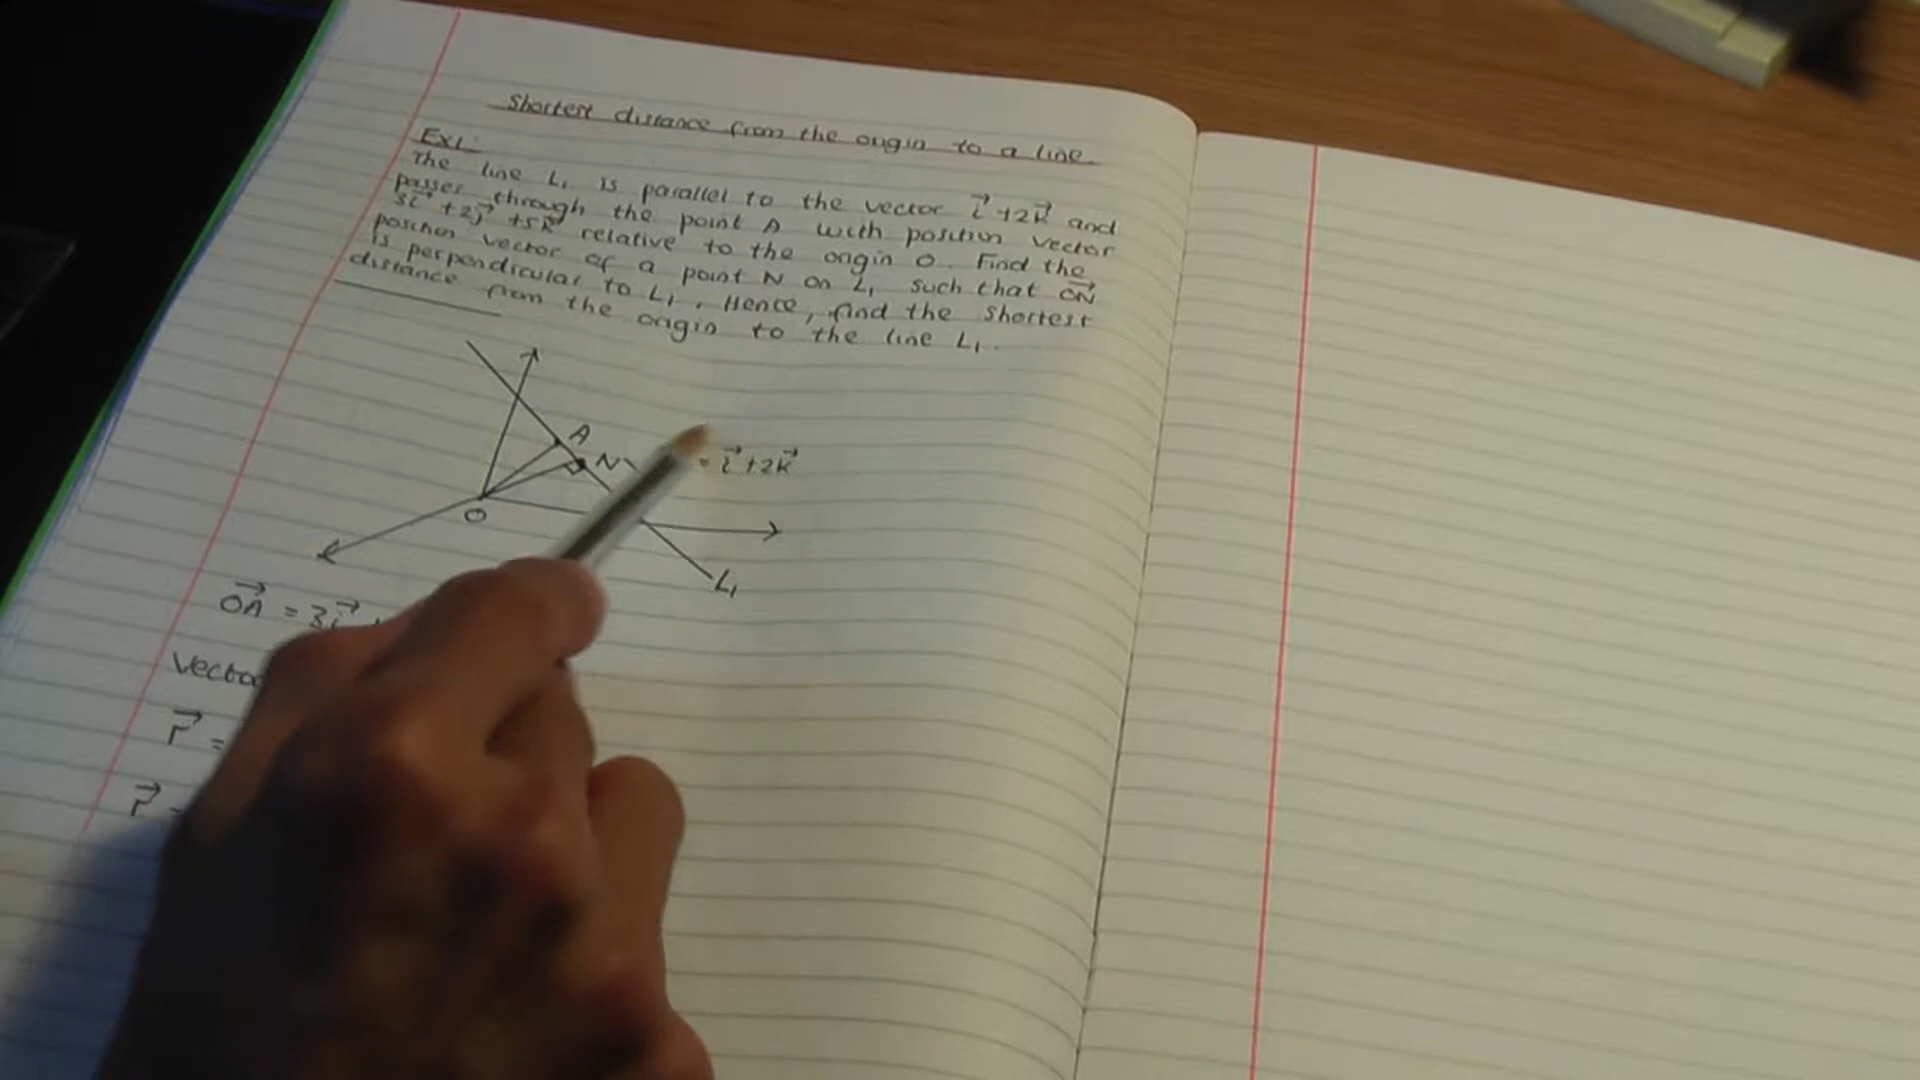 Shortest distance from the origin to a line.
Ex1:
The line L₁ is parallel to the vector i⃗ + 2k⃗ and
passes through the point A with position vector
3i⃗ + 2j⃗ + 5k⃗ relative to the origin O. Find the
position vector of a point N on L₁ such that O⃗N⃗
is perpendicular to L₁. Hence, find the shortest
distance from the origin to the line L₁.
A
N
= i⃗ + 2k⃗
O
L₁
O⃗A⃗ = 3i⃗
r⃗ =
r⃗ =